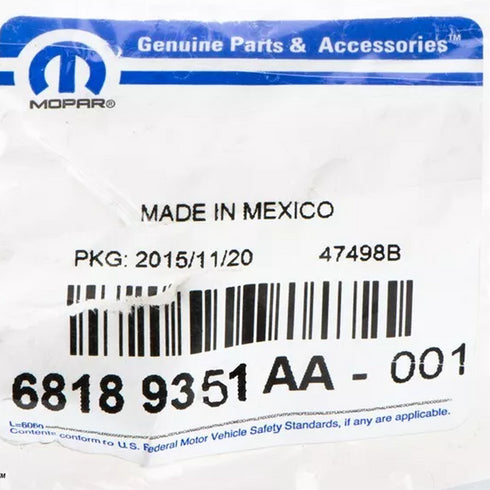 Genuine Parts & Accessories™
MOPAR®
MADE IN MEXICO
PKG: 2015/11/20 47498B
6818 9351 AA - 001
L=606n
Contents conform to U.S. Federal Motor Vehicle Safety Standards, if any are applicable.